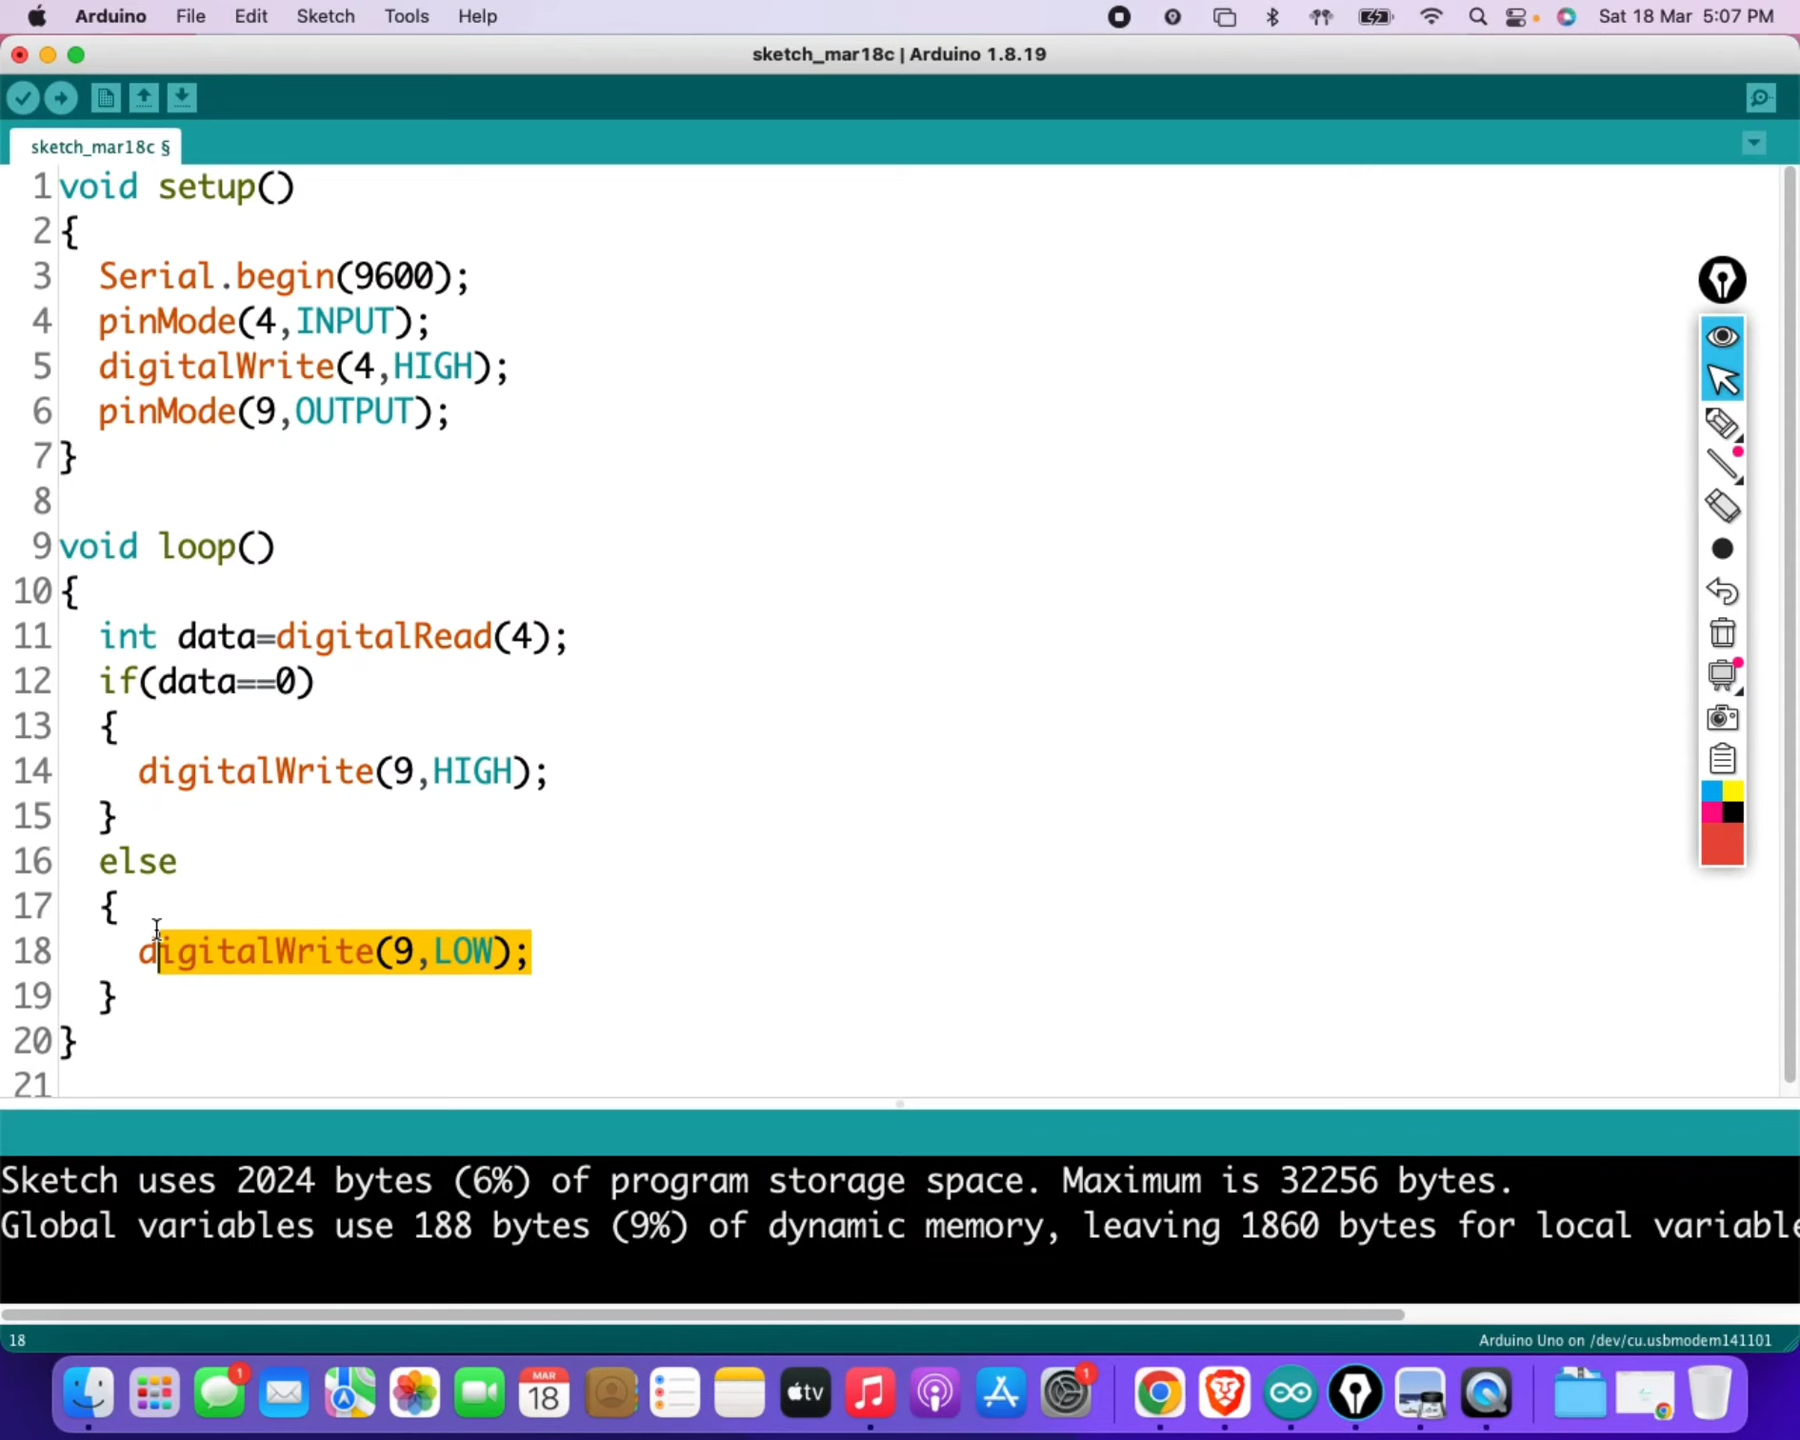 Arduino File Edit Sketch Tools Help Sat 18 Mar 5:07 PM
sketch_mar18c | Arduino 1.8.19
sketch_mar18c §
1 void setup()
2 {
3 Serial.begin(9600);
4 pinMode(4,INPUT);
5 digitalWrite(4,HIGH);
6 pinMode(9,OUTPUT);
7 }
8
9 void loop()
10 {
11 int data=digitalRead(4);
12 if(data==0)
13 {
14 digitalWrite(9,HIGH);
15 }
16 else
17 {
18 digitalWrite(9,LOW);
19 }
20 }
21
Sketch uses 2024 bytes (6%) of program storage space. Maximum is 32256 bytes.
Global variables use 188 bytes (9%) of dynamic memory, leaving 1860 bytes for local variable
18 Arduino Uno on /dev/cu.usbmodem141101
1 MAR 18 tv 1